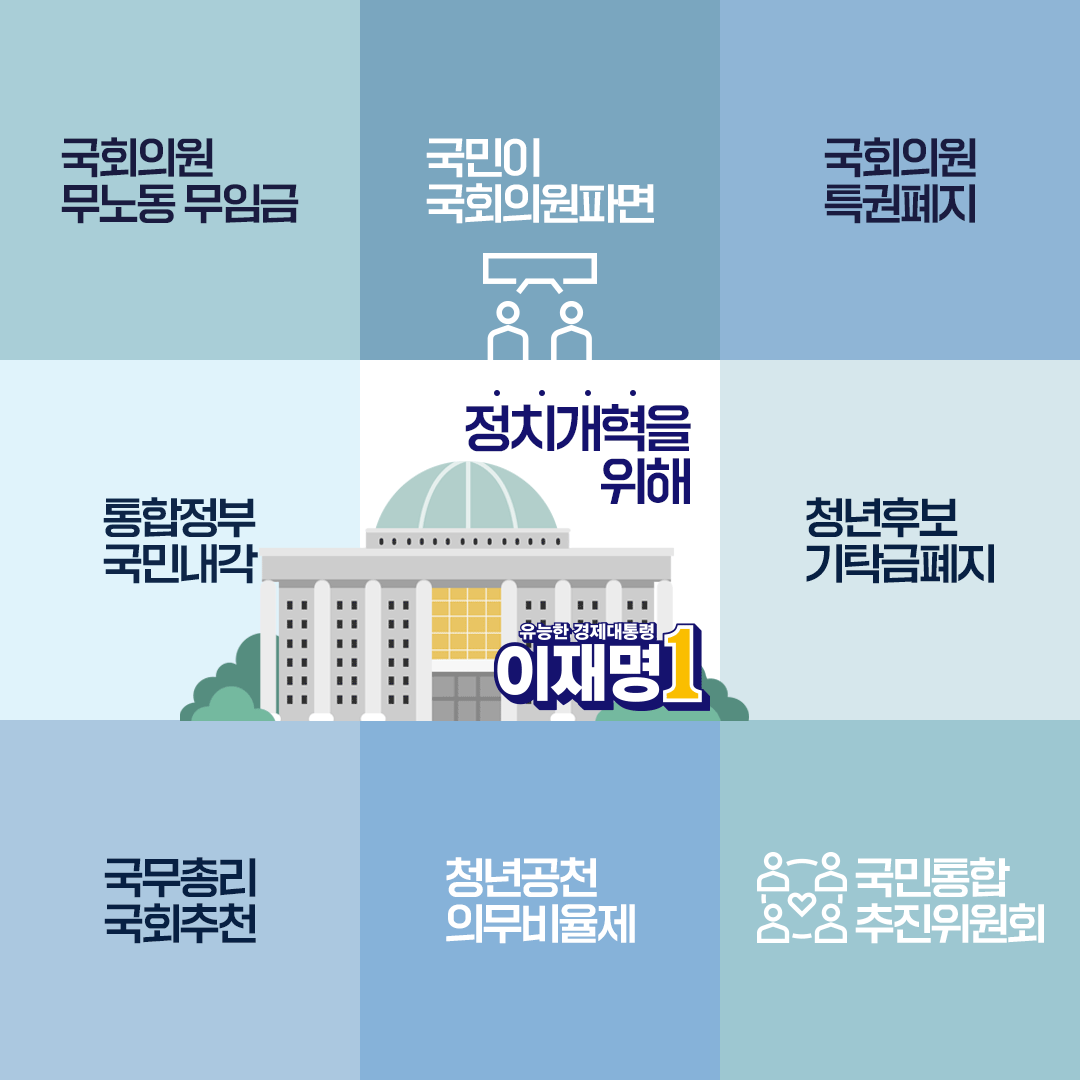 국회의원
무노동 무임금
국민이
국회의원파면
국회의원
특권폐지
통합정부
국민내각
정치개혁을
위해
유능한 경제대통령
이재명1
청년후보
기탁금폐지
국무총리
국회추천
청년공천
의무비율제
국민통합
추진위원회